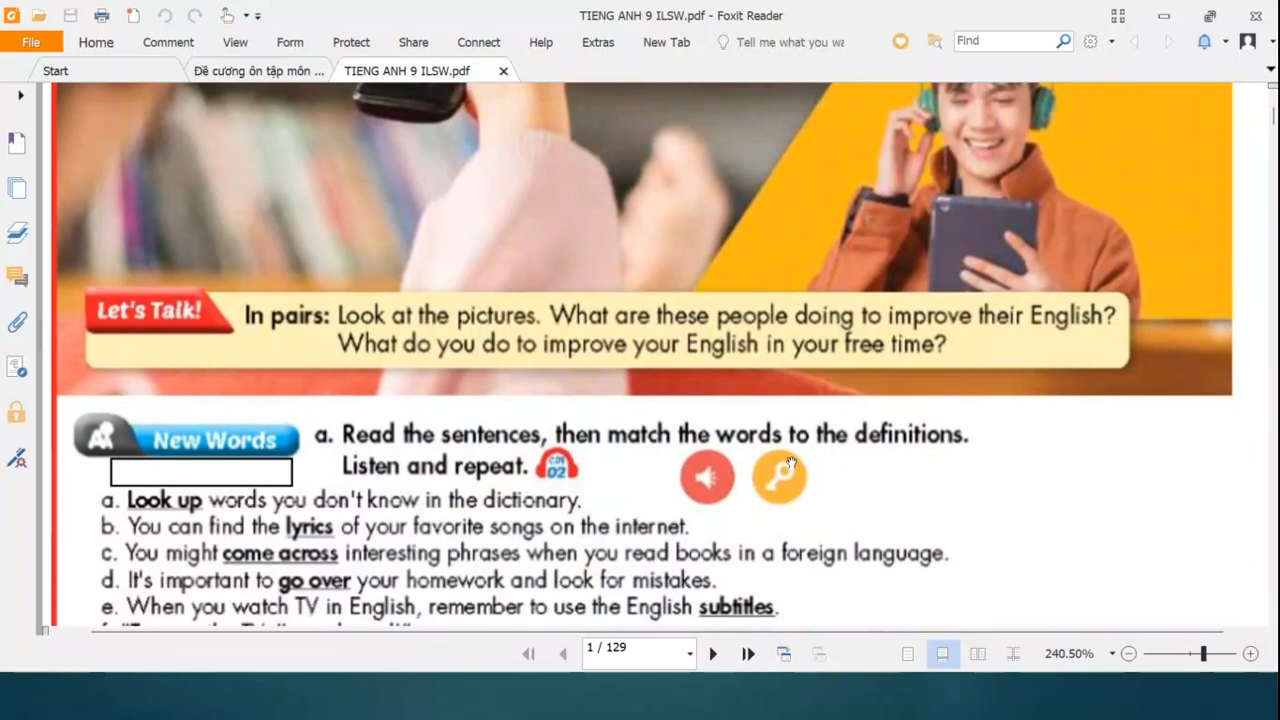 TIENG ANH 9 ILSW.pdf - Foxit Reader
File Home Comment View Form Protect Share Connect Help Extras New Tab Tell me what you wa Find
Start Đề cương ôn tập môn ... TIENG ANH 9 ILSW.pdf
Let's Talk! In pairs: Look at the pictures. What are these people doing to improve their English?
What do you do to improve your English in your free time?
New Words a. Read the sentences, then match the words to the definitions.
Listen and repeat. CD1 02
a. Look up words you don't know in the dictionary.
b. You can find the lyrics of your favorite songs on the internet.
c. You might come across interesting phrases when you read books in a foreign language.
d. It's important to go over your homework and look for mistakes.
e. When you watch TV in English, remember to use the English subtitles.
1 / 129 240.50%